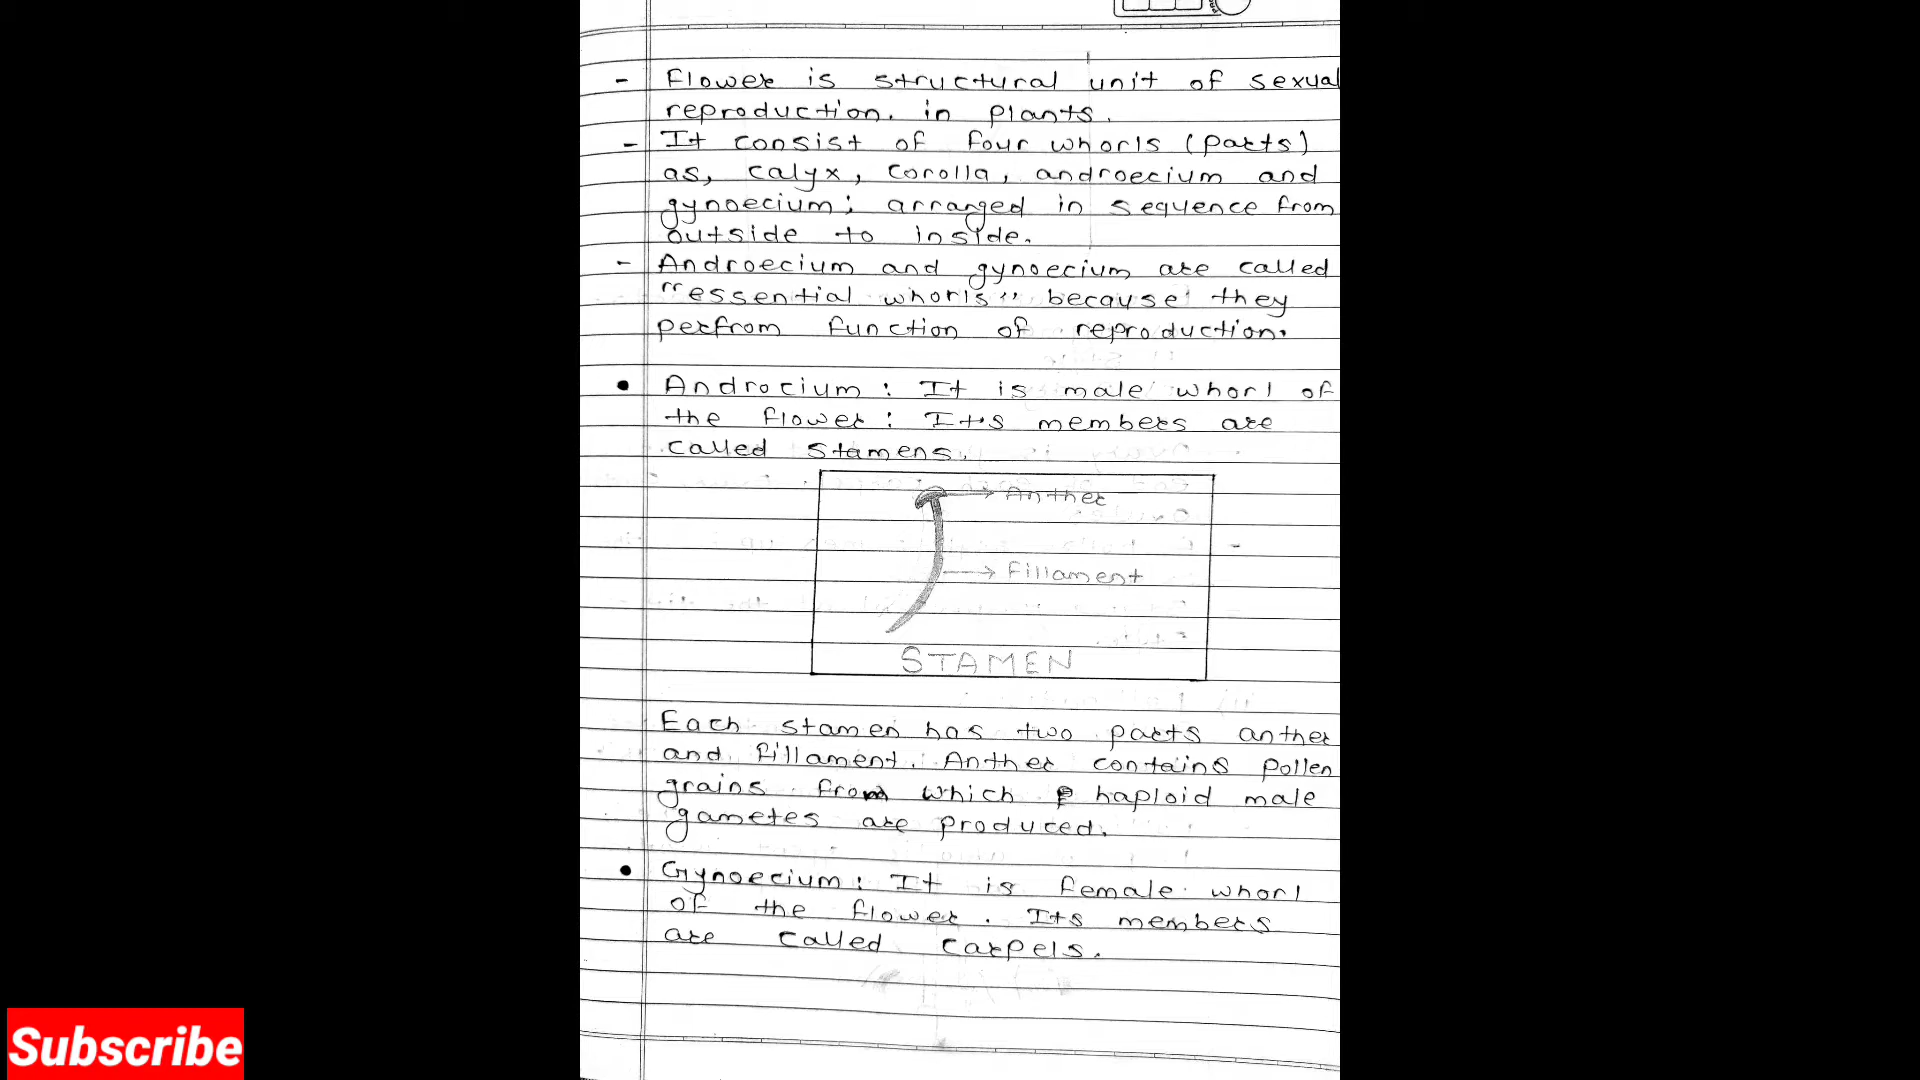 - Flower is structural unit of sexual
reproduction. in plants.
- It consist of four whorls (parts)
as, calyx, corolla, androecium and
gynoecium; arranged in sequence from
outside to inside.
- Androecium and gynoecium are called
"essential whorls" because they
perfrom function of reproduction.
• Androcium: It is male whorl of
the flower: Its members are
called stamens.
Anther
Fillament
STAMEN
Each stamen has two parts anther
and fillament. Anther contains pollen
grains from which haploid male
gametes are produced.
• Gynoecium: It is female whorl
of the flower. Its members
are called carpels.
Subscribe